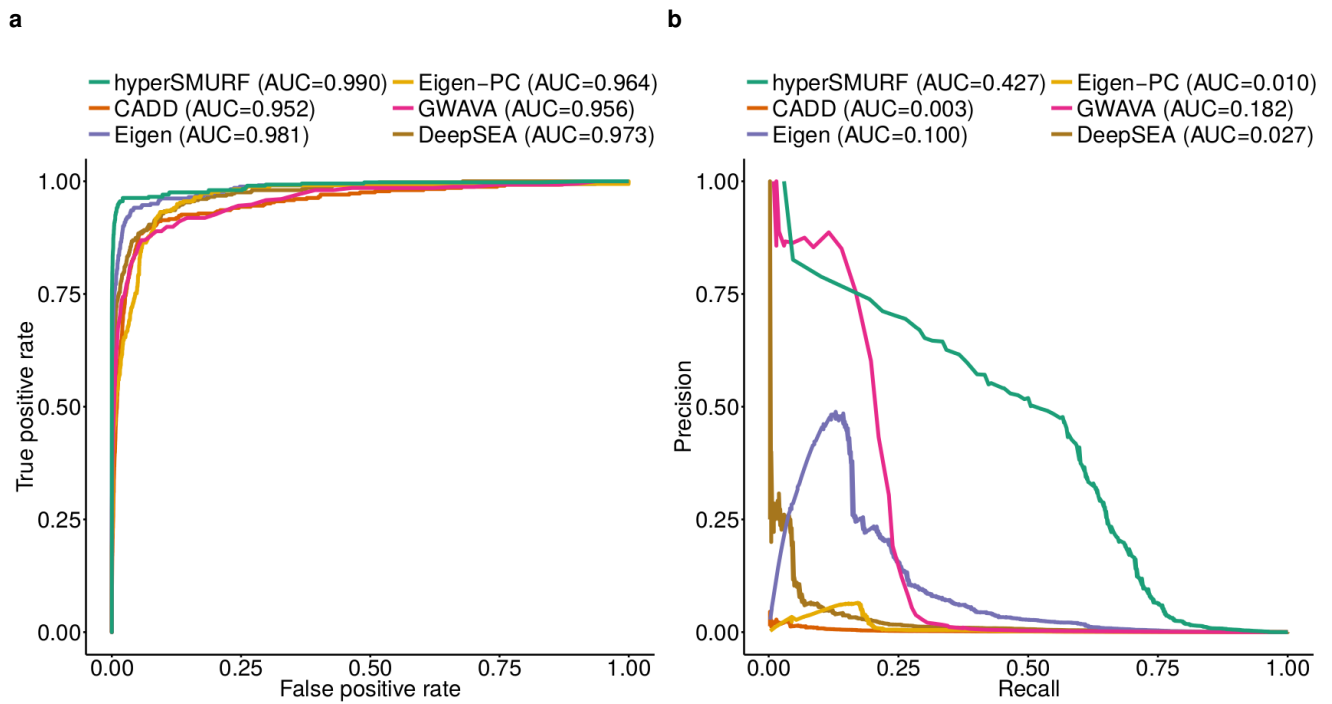 a
hyperSMURF (AUC=0.990) Eigen−PC (AUC=0.964)
CADD (AUC=0.952) GWAVA (AUC=0.956)
Eigen (AUC=0.981) DeepSEA (AUC=0.973)
1.00
0.75
0.50
0.25
0.00
True positive rate
0.00 0.25 0.50 0.75 1.00
False positive rate
b
hyperSMURF (AUC=0.427) Eigen−PC (AUC=0.010)
CADD (AUC=0.003) GWAVA (AUC=0.182)
Eigen (AUC=0.100) DeepSEA (AUC=0.027)
1.00
0.75
0.50
0.25
0.00
Precision
0.00 0.25 0.50 0.75 1.00
Recall